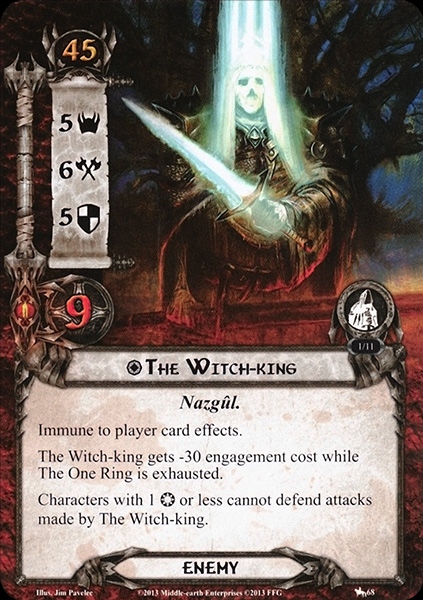 45
5
6
5
9
1/11
The Witch-king
Nazgûl.
Immune to player card effects.
The Witch-king gets -30 engagement cost while
The One Ring is exhausted.
Characters with 1 or less cannot defend attacks
made by The Witch-king.
ENEMY
Illus. Jim Pavelec ©2013 Middle-earth Enterprises ©2013 FFG 68